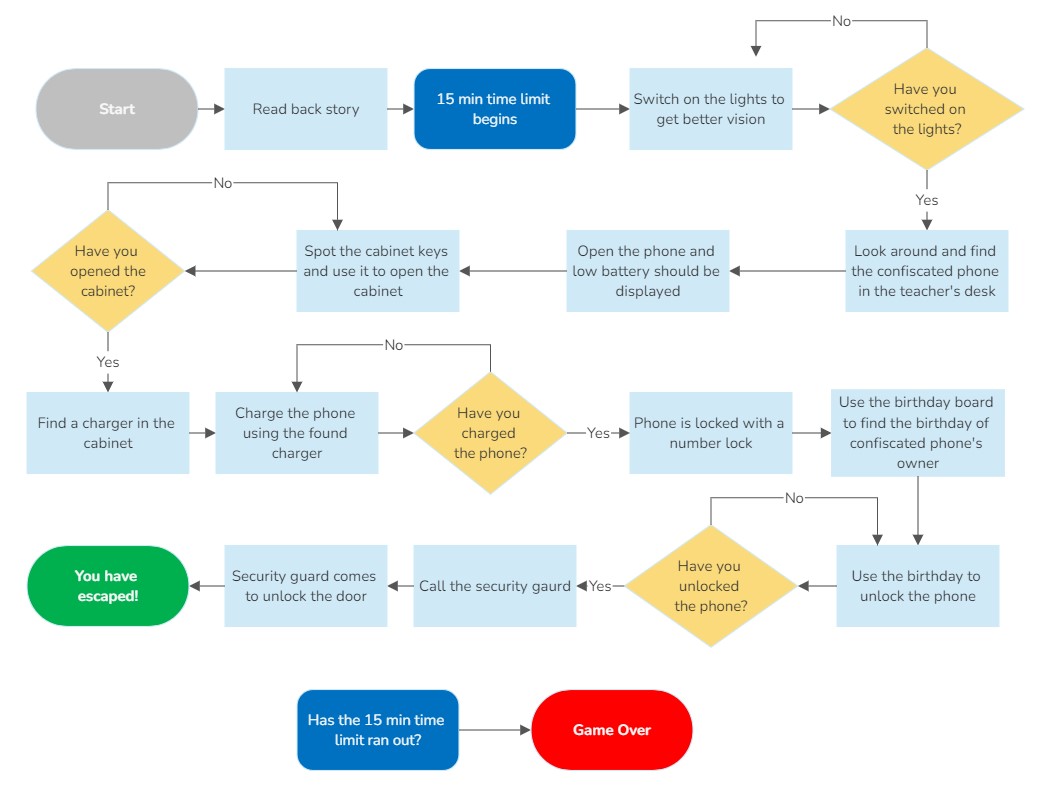 No
Start
Read back story
15 min time limit
begins
Switch on the lights to
get better vision
Have you
switched on
the lights?
No
Yes
Have you
opened the
cabinet?
Spot the cabinet keys
and use it to open the
cabinet
Open the phone and
low battery should be
displayed
Look around and find
the confiscated phone
in the teacher's desk
Yes
No
Find a charger in the
cabinet
Charge the phone
using the found
charger
Have you
charged
the phone?
Yes
Phone is locked with a
number lock
Use the birthday board
to find the birthday of
confiscated phone's
owner
No
You have
escaped!
Security guard comes
to unlock the door
Call the security gaurd
Yes
Have you
unlocked
the phone?
Use the birthday to
unlock the phone
Has the 15 min time
limit ran out?
Game Over